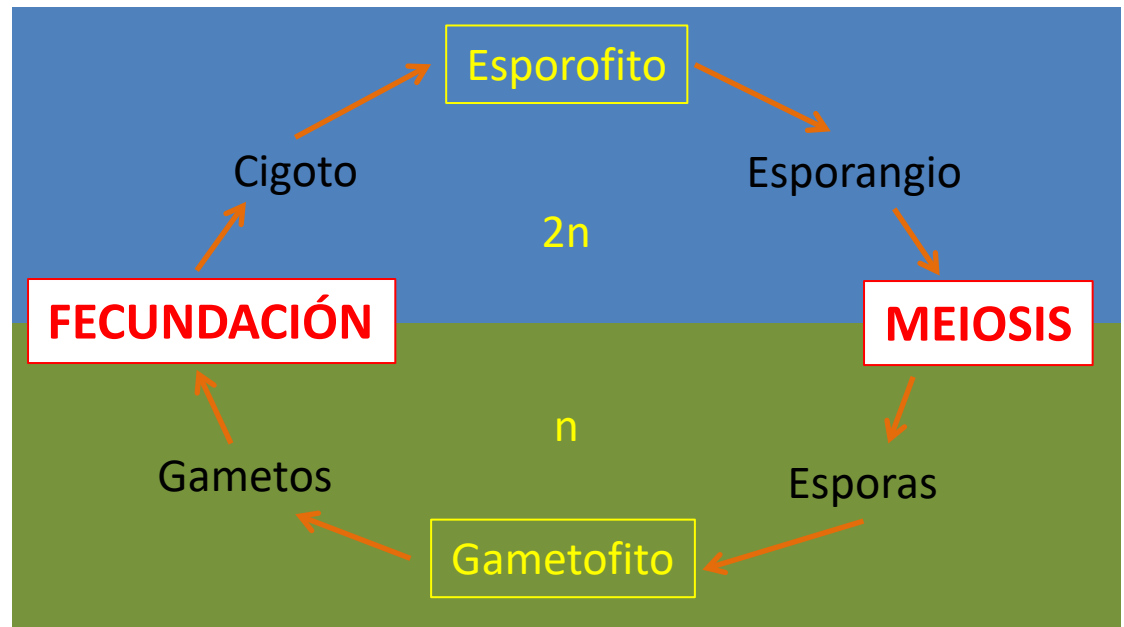 Esporofito
Cigoto
Esporangio
2n
FECUNDACIÓN
MEIOSIS
n
Gametos
Esporas
Gametofito